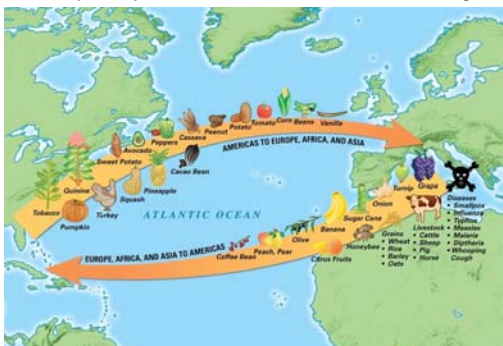 Vanilla
Beans
Corn
Tomato
Potato
Peanut
Cassava
Peppers
Avocado
Sweet Potato
Quinine
Tobacco
Pumpkin
Turkey
Squash
Pineapple
Cacao Bean
AMERICAS TO EUROPE, AFRICA, AND ASIA
ATLANTIC OCEAN
Turnip
Grape
Onion
Sugar Cane
Banana
Olive
Peach, Pear
Coffee Bean
Citrus Fruits
Honeybee
EUROPE, AFRICA, AND ASIA TO AMERICAS
Grains
• Wheat
• Rice
• Barley
• Oats
Livestock
• Cattle
• Sheep
• Pig
• Horse
Diseases
• Smallpox
• Influenza
• Typhus
• Measles
• Malaria
• Diptheria
• Whooping
Cough